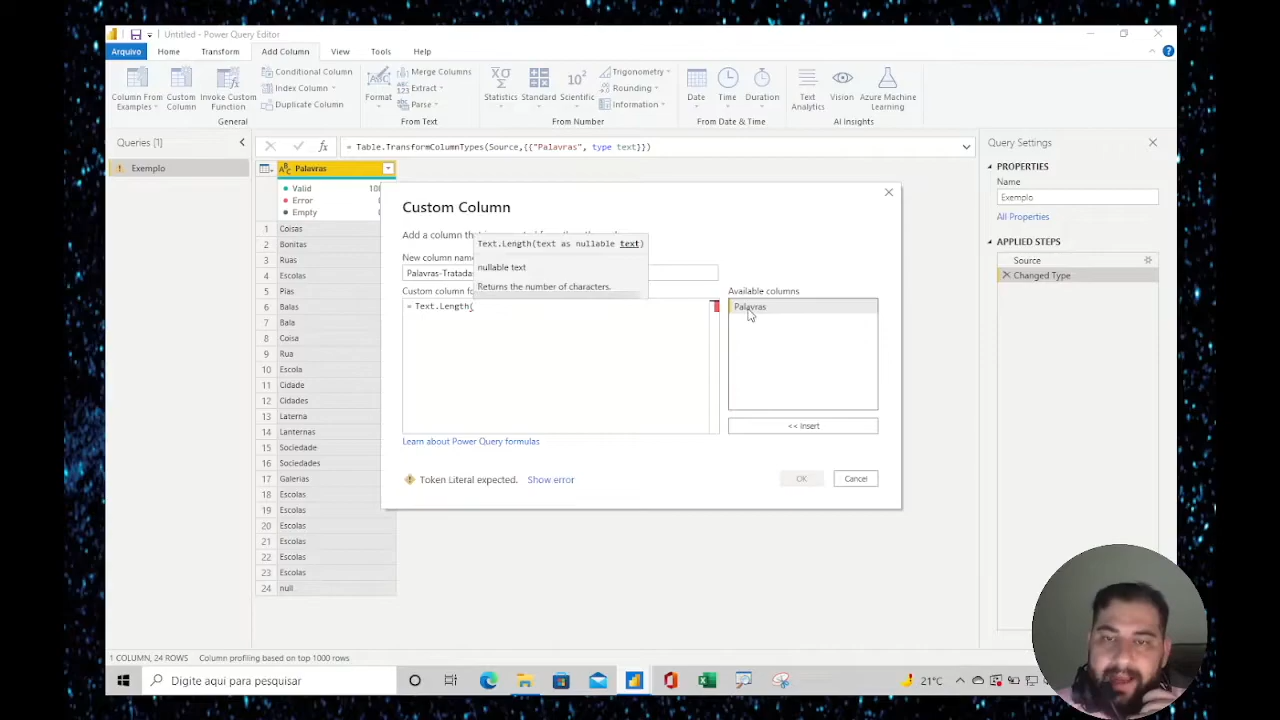 Untitled - Power Query Editor
Arquivo Home Transform Add Column View Tools Help
Column From Examples
Custom Column
Invoke Custom Function
Conditional Column
Index Column
Duplicate Column
General
Format
Merge Columns
Extract
Parse
From Text
Statistics
Standard
Scientific
Trigonometry
Rounding
Information
From Number
Date
Time
Duration
From Date & Time
Text Analytics
Vision
Azure Machine Learning
AI Insights
Queries [1]
Exemplo
= Table.TransformColumnTypes(Source,{{"Palavras", type text}})
Palavras
Valid
Error
Empty
1 Coisas
2 Bonitas
3 Ruas
4 Escolas
5 Pias
6 Balas
7 Bala
8 Coisa
9 Rua
10 Escola
11 Cidade
12 Cidades
13 Laterna
14 Lanternas
15 Sociedade
16 Sociedades
17 Galerias
18 Escolas
19 Escolas
20 Escolas
21 Escolas
22 Escolas
23 Escolas
24 null
Custom Column
Add a column that is
Text.Length(text as nullable text)
nullable text
Returns the number of characters.
New column name
Palavras-Tratadas
Custom column
= Text.Length(
Available columns
Palavras
<< Insert
Learn about Power Query formulas
Token Literal expected. Show error
OK
Cancel
Query Settings
PROPERTIES
Name
Exemplo
All Properties
APPLIED STEPS
Source
Changed Type
1 COLUMN, 24 ROWS Column profiling based on top 1000 rows
Digite aqui para pesquisar
21°C